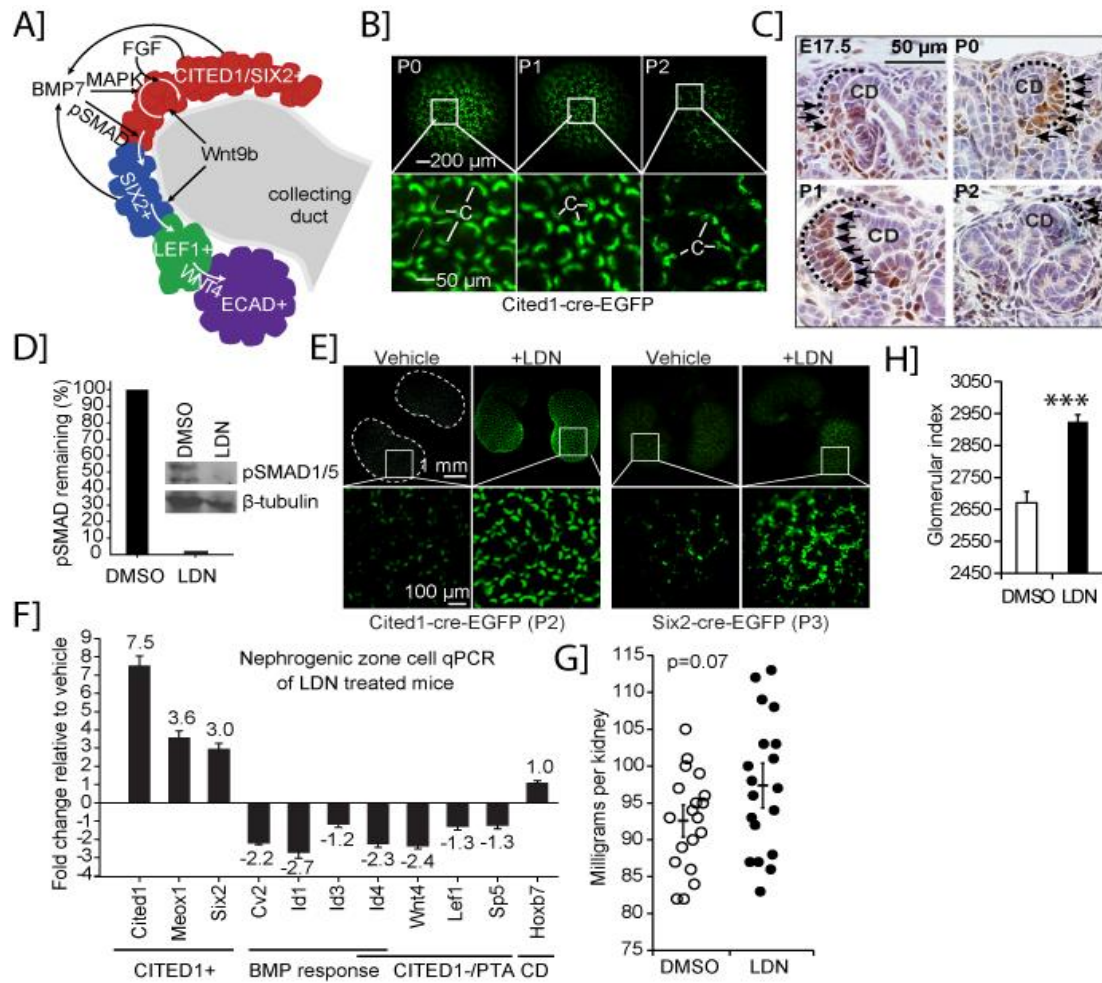 A]
FGF
MAPK
BMP7
pSMAD
CITED1/SIX2+
Wnt9b
SIX2+
collecting
duct
LEF1+
WNT4
ECAD+
B]
P0
P1
P2
200 µm
C
C
C
50 µm
Cited1-cre-EGFP
C]
E17.5
50 µm
P0
CD
CD
P1
P2
CD
CD
D]
pSMAD remaining (%)
100
90
80
70
60
50
40
30
20
10
0
DMSO
LDN
pSMAD1/5
β-tubulin
DMSO
LDN
E]
Vehicle
+LDN
Vehicle
+LDN
1 mm
100 µm
Cited1-cre-EGFP (P2)
Six2-cre-EGFP (P3)
H]
Glomerular index
3050
2950
2850
2750
2650
2550
2450
***
DMSO
LDN
F]
Fold change relative to vehicle
9
8
7
6
5
4
3
2
1
0
-1
-2
-3
-4
Nephrogenic zone cell qPCR
of LDN treated mice
7.5
3.6
3.0
-2.2
-2.7
-1.2
-2.3
-2.4
-1.3
-1.3
1.0
Cited1
Meox1
Six2
Cv2
Id1
Id3
Id4
Wnt4
Lef1
Sp5
Hoxb7
CITED1+
BMP response
CITED1-/PTA
CD
G]
Milligrams per kidney
115
110
105
100
95
90
85
80
75
p=0.07
DMSO
LDN